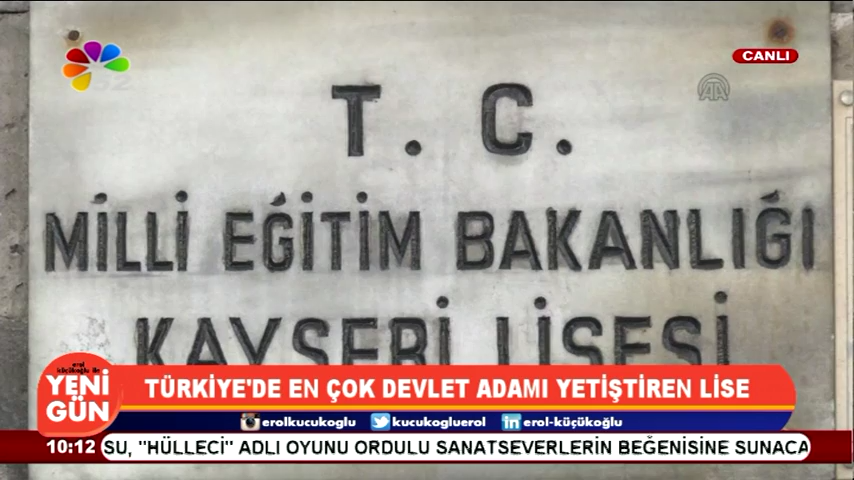 52
CANLI
AA
T. C.
MİLLİ EĞİTİM BAKANLIĞI
KAYSERİ LİSESİ
erol
küçükoğlu ile
YENİ
GÜN
TÜRKİYE'DE EN ÇOK DEVLET ADAMI YETİŞTİREN LİSE
erolkucukoglu kucukogluerol erol-küçükoğlu
10:12 SU, "HÜLLECİ" ADLI OYUNU ORDULU SANATSEVERLERİN BEĞENİSİNE SUNACA